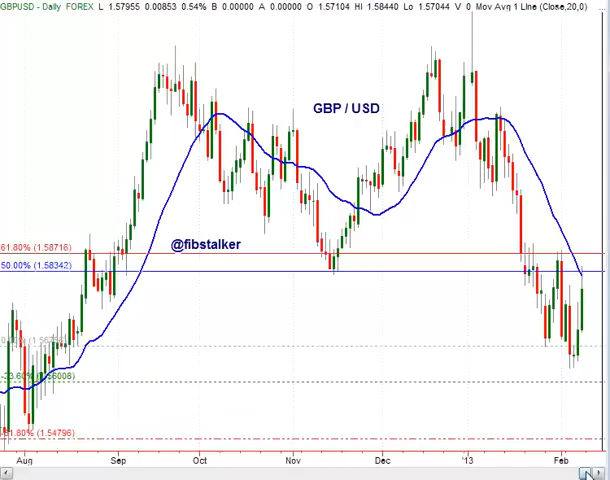 GBPUSD - Daily FOREX L 1.57955 0.00853 0.54% B 0.00000 A 0.00000 O 1.57104 Hi 1.58440 Lo 1.57044 V 0 Mov Avg 1 Line (Close,20,0) ...
GBP / USD
@fibstalker
61.80% (1.58716)
50.00% (1.58342)
-23.60% (1.56008)
-61.80% (1.54796)
Aug Sep Oct Nov Dec '13 Feb